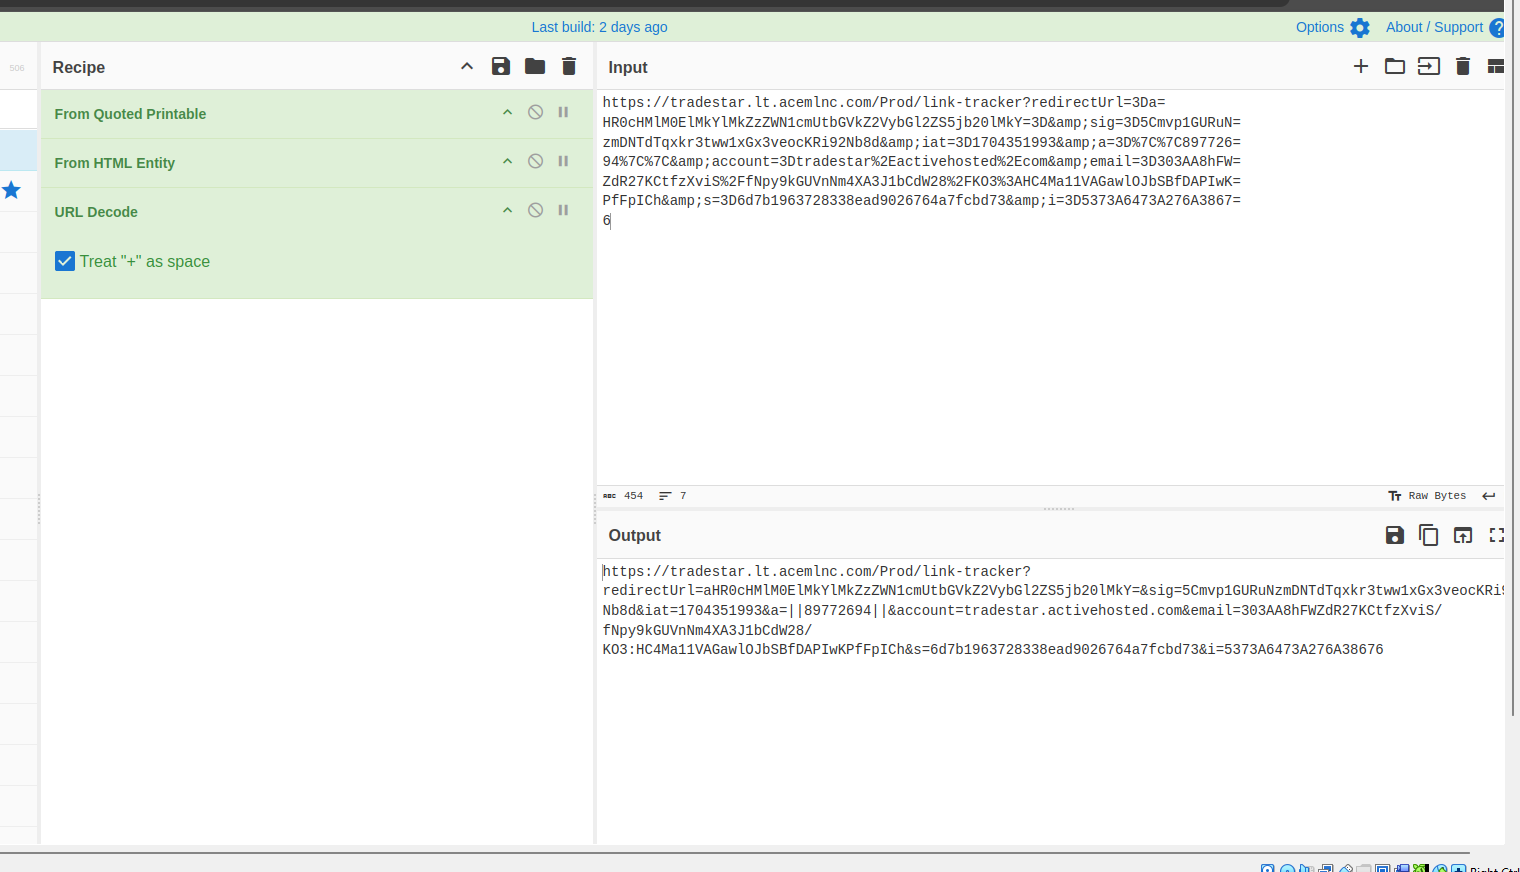 Last build: 2 days ago
Options
About / Support
506
Recipe
From Quoted Printable
From HTML Entity
URL Decode
Treat "+" as space
Input
https://tradestar.lt.acemlnc.com/Prod/link-tracker?redirectUrl=3Da=
HR0cHMlM0ElMkYlMkZzZWN1cmUtbGVkZ2VybGl2ZS5jb20lMkY=3D&amp;sig=3D5Cmvp1GURuN=
zmDNTdTqxkr3tww1xGx3veocKRi92Nb8d&amp;iat=3D1704351993&amp;a=3D%7C%7C897726=
94%7C%7C&amp;account=3Dtradestar%2Eactivehosted%2Ecom&amp;email=3D303AA8hFW=
ZdR27KCtfzXviS%2FfNpy9kGUVnNm4XA3J1bCdW28%2FKO3%3AHC4Ma11VAGawlOJbSBfDAPIwK=
PfFpICh&amp;s=3D6d7b1963728338ead9026764a7fcbd73&amp;i=3D5373A6473A276A3867=
6
RBC 454 7
Raw Bytes
Output
https://tradestar.lt.acemlnc.com/Prod/link-tracker?
redirectUrl=aHR0cHMlM0ElMkYlMkZzZWN1cmUtbGVkZ2VybGl2ZS5jb20lMkY=&sig=5Cmvp1GURuNzmDNTdTqxkr3tww1xGx3veocKRi9
Nb8d&iat=1704351993&a=||89772694||&account=tradestar.activehosted.com&email=303AA8hFWZdR27KCtfzXviS/
fNpy9kGUVnNm4XA3J1bCdW28/
KO3:HC4Ma11VAGawlOJbSBfDAPIwKPfFpICh&s=6d7b1963728338ead9026764a7fcbd73&i=5373A6473A276A38676